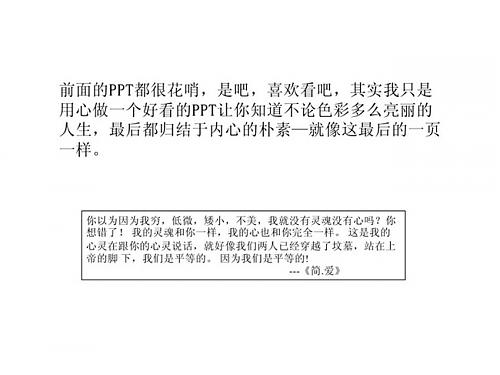 前面的PPT都很花哨，是吧，喜欢看吧，其实我只是
用心做一个好看的PPT让你知道不论色彩多么亮丽的
人生，最后都归结于内心的朴素—就像这最后的一页
一样。
你以为因为我穷，低微，矮小，不美，我就没有灵魂没有心吗？你
想错了！ 我的灵魂和你一样，我的心也和你完全一样。 这是我的
心灵在跟你的心灵说话，就好像我们两人已经穿越了坟墓，站在上
帝的脚 下，我们是平等的。 因为我们是平等的!
---《简.爱》